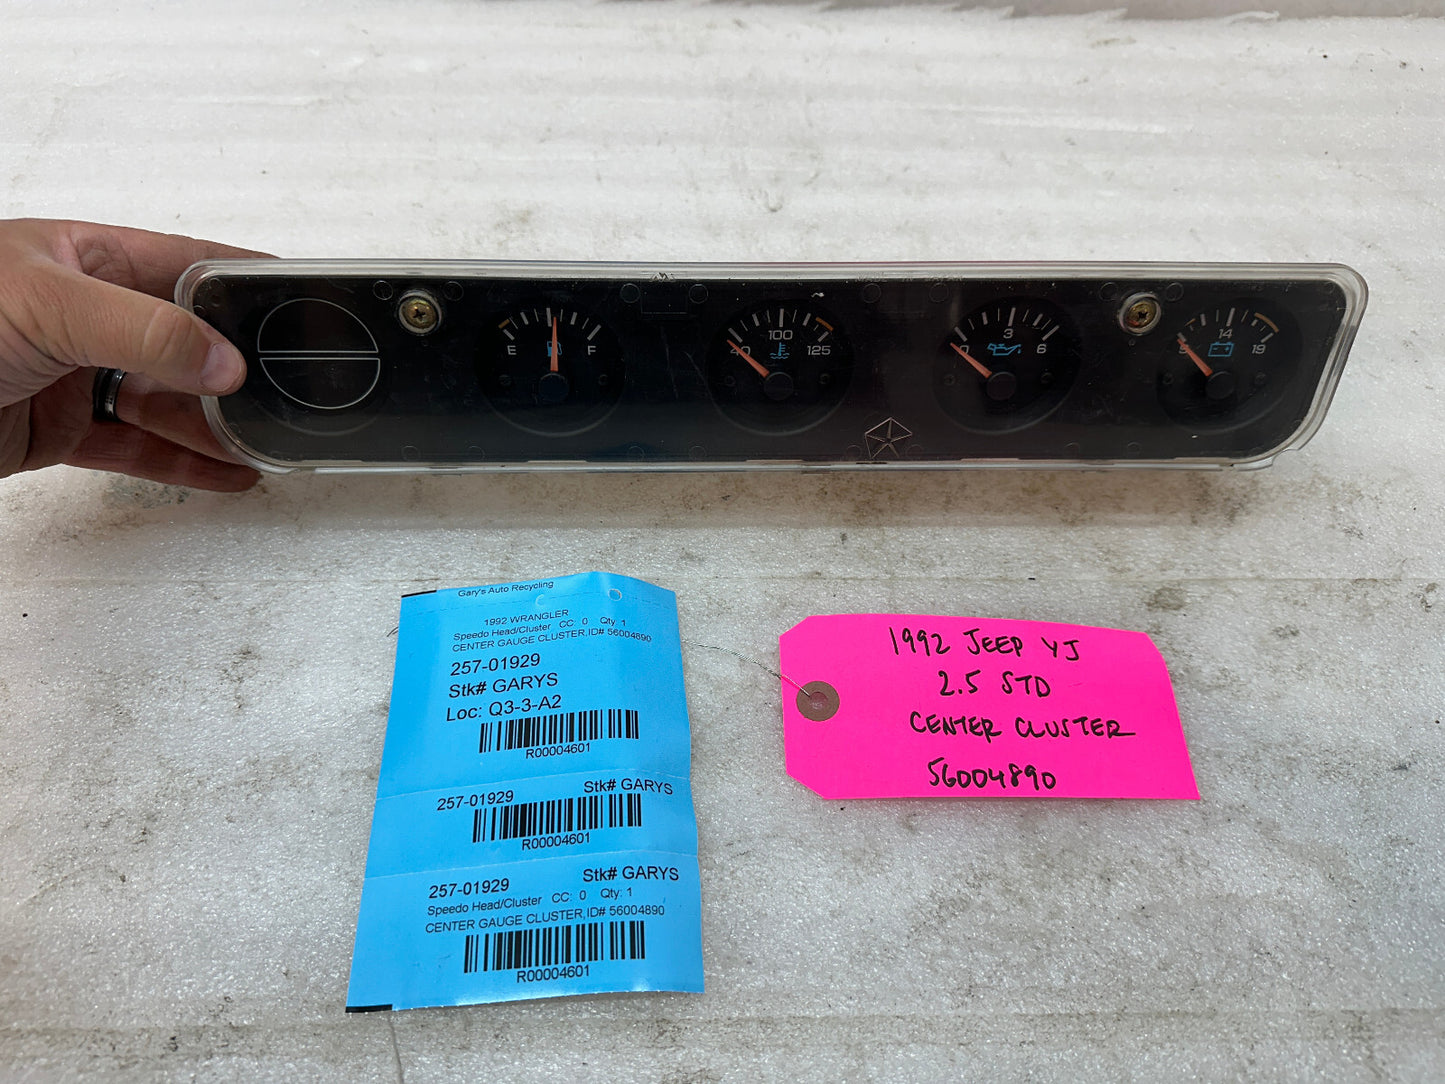 E F
40 100 125
0 3 6
9 14 19
Gary's Auto Recycling
1992 WRANGLER
Speedo Head/Cluster CC: 0 Qty: 1
CENTER GAUGE CLUSTER,ID# 56004890
257-01929
Stk# GARYS
Loc: Q3-3-A2
R00004601
257-01929 Stk# GARYS
R00004601
257-01929 Stk# GARYS
Speedo Head/Cluster CC: 0 Qty: 1
CENTER GAUGE CLUSTER,ID# 56004890
R00004601
1992 JEEP YJ
2.5 STD
CENTER CLUSTER
56004890